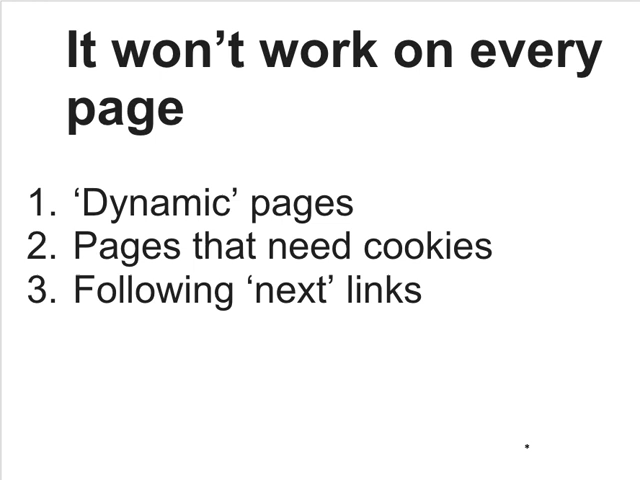 It won’t work on every
page
1. ‘Dynamic’ pages
2. Pages that need cookies
3. Following ‘next’ links
*